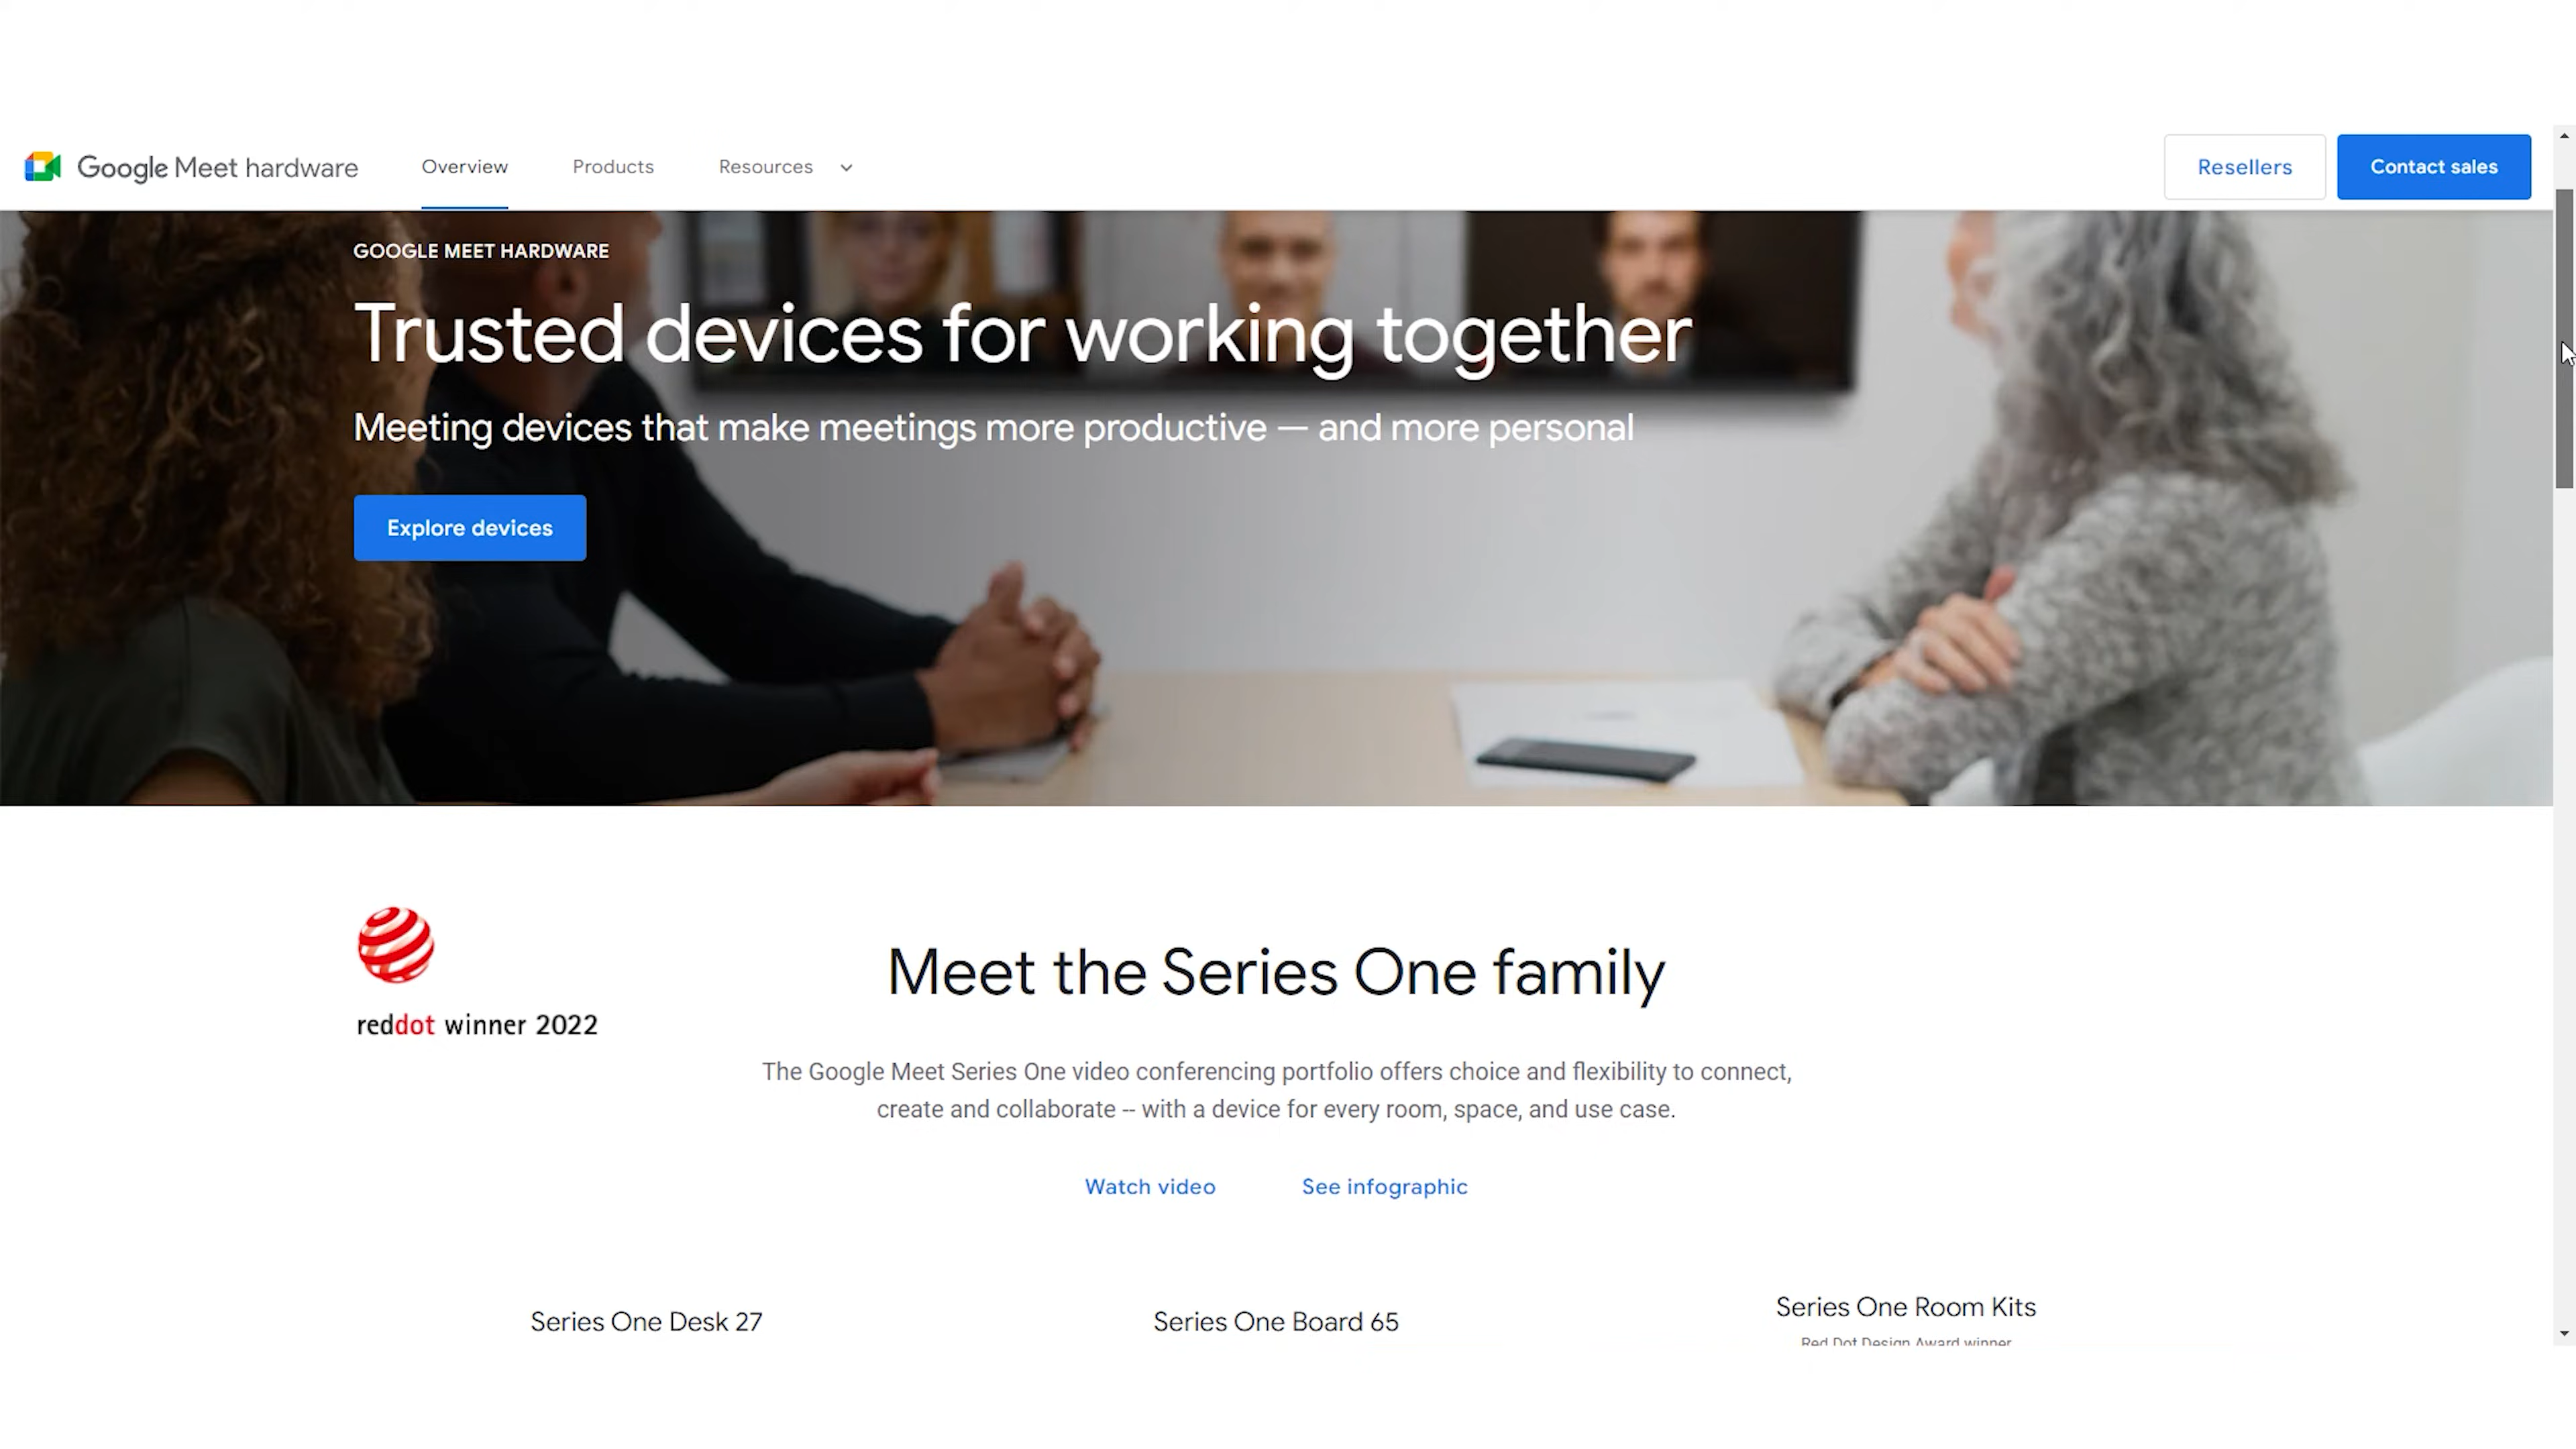 Google Meet hardware
Overview
Products
Resources
Resellers
Contact sales
GOOGLE MEET HARDWARE
Trusted devices for working together
Meeting devices that make meetings more productive — and more personal
Explore devices
reddot winner 2022
Meet the Series One family
The Google Meet Series One video conferencing portfolio offers choice and flexibility to connect,
create and collaborate -- with a device for every room, space, and use case.
Watch video
See infographic
Series One Desk 27
Series One Board 65
Series One Room Kits
Red Dot Design Award winner